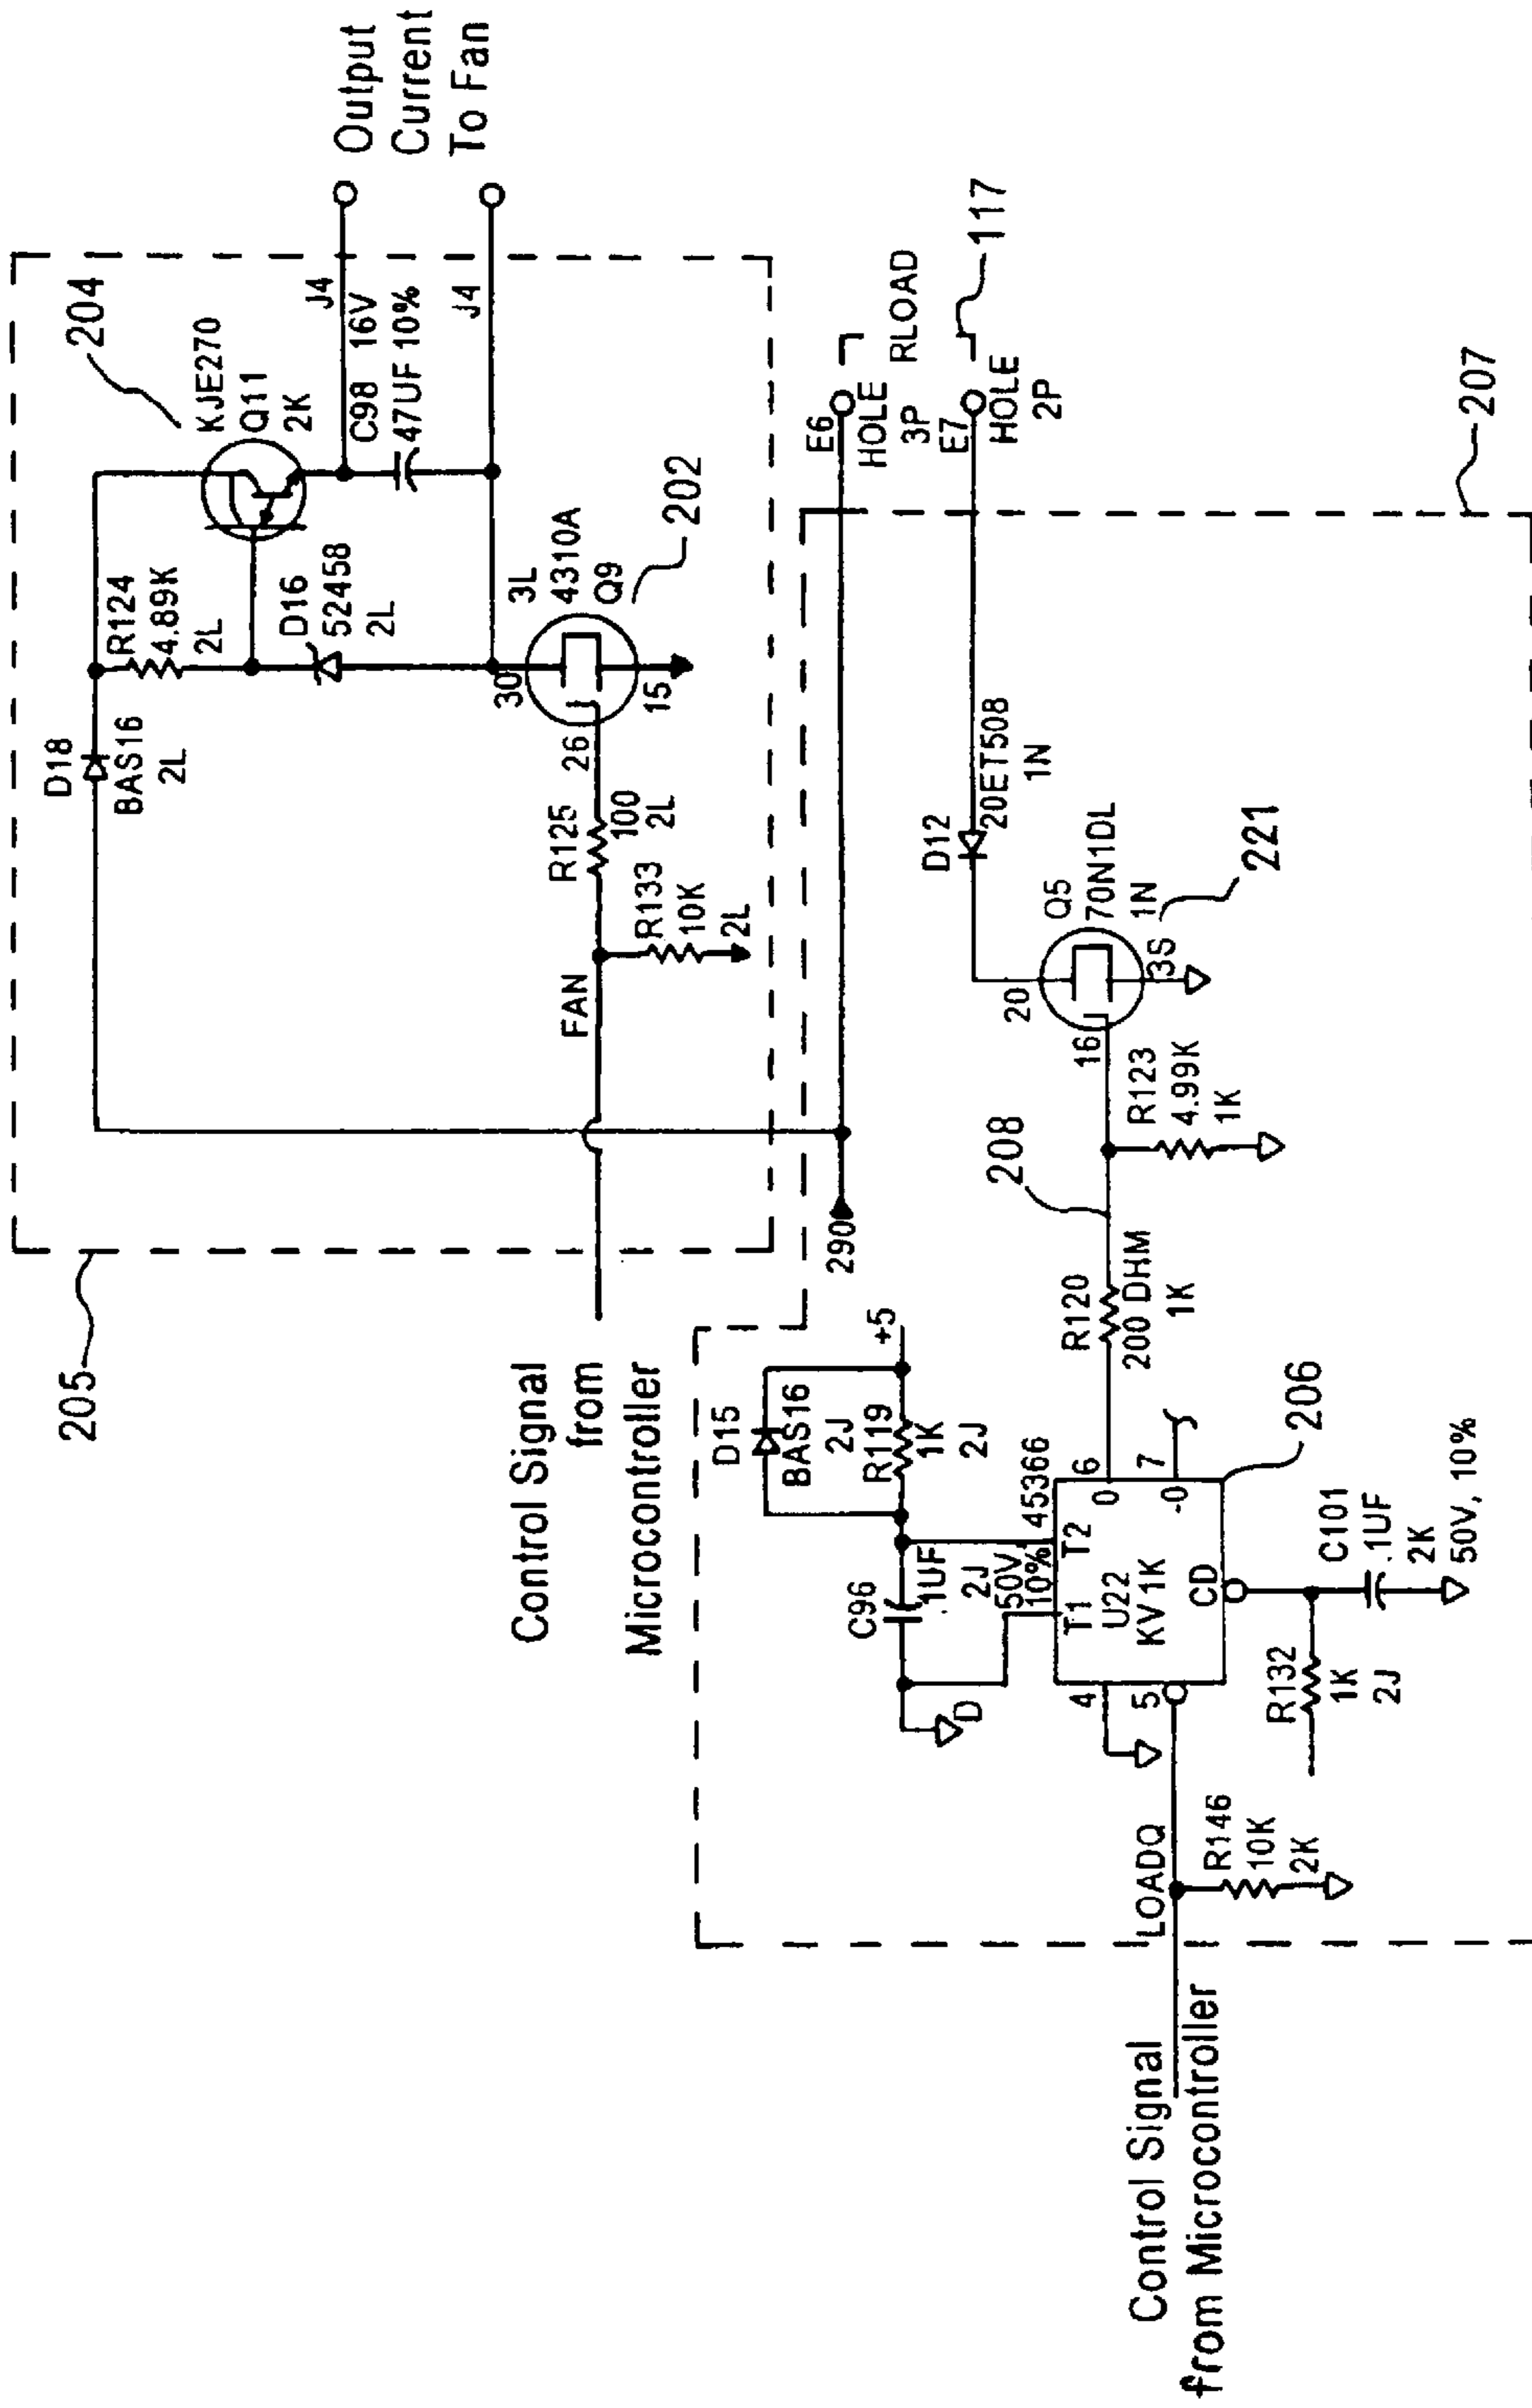 205
204
KJE270
Q11
2K
D18
BAS16
2L
R124
4.89K
2L
D16
52458
2L
J4
C98 16V
47UF 10%
J4
Output
Current
To Fan
Control Signal
from
Microcontroller
FAN
R125
100
2L
R133
10K
2L
26
30
15
3L
4310A
Q9
202
290
E6
HOLE
3P
E7
HOLE
2P
RLOAD
117
D15
BAS16
2J
R119
1K
2J
+5
C96
.1UF
2J
50V
10%
D
45366
T1
T2
U22
KV1K
CD
4
5
O
6
-O
7
206
R120
200 DHM
1K
208
R123
4.99K
1K
16
20
3S
Q5
70N1DL
1N
221
D12
20ET508
1N
207
Control Signal
from Microcontroller
LOADQ
R146
10K
2K
R132
1K
2J
C101
.1UF
2K
50V, 10%